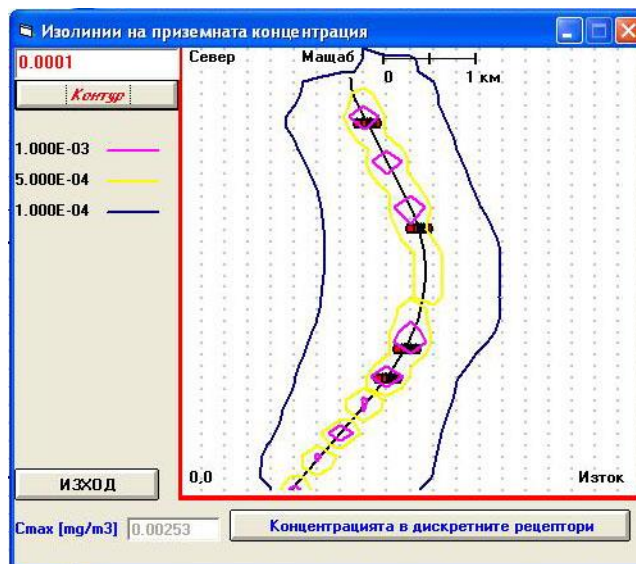 Изолинии на приземната концентрация
0.0001
Север
Мащаб
0 1 км
Контур
1.000E-03
5.000E-04
1.000E-04
ИЗХОД
0,0
Изток
Cmax [mg/m3] 0.00253
Концентрацията в дискретните рецептори